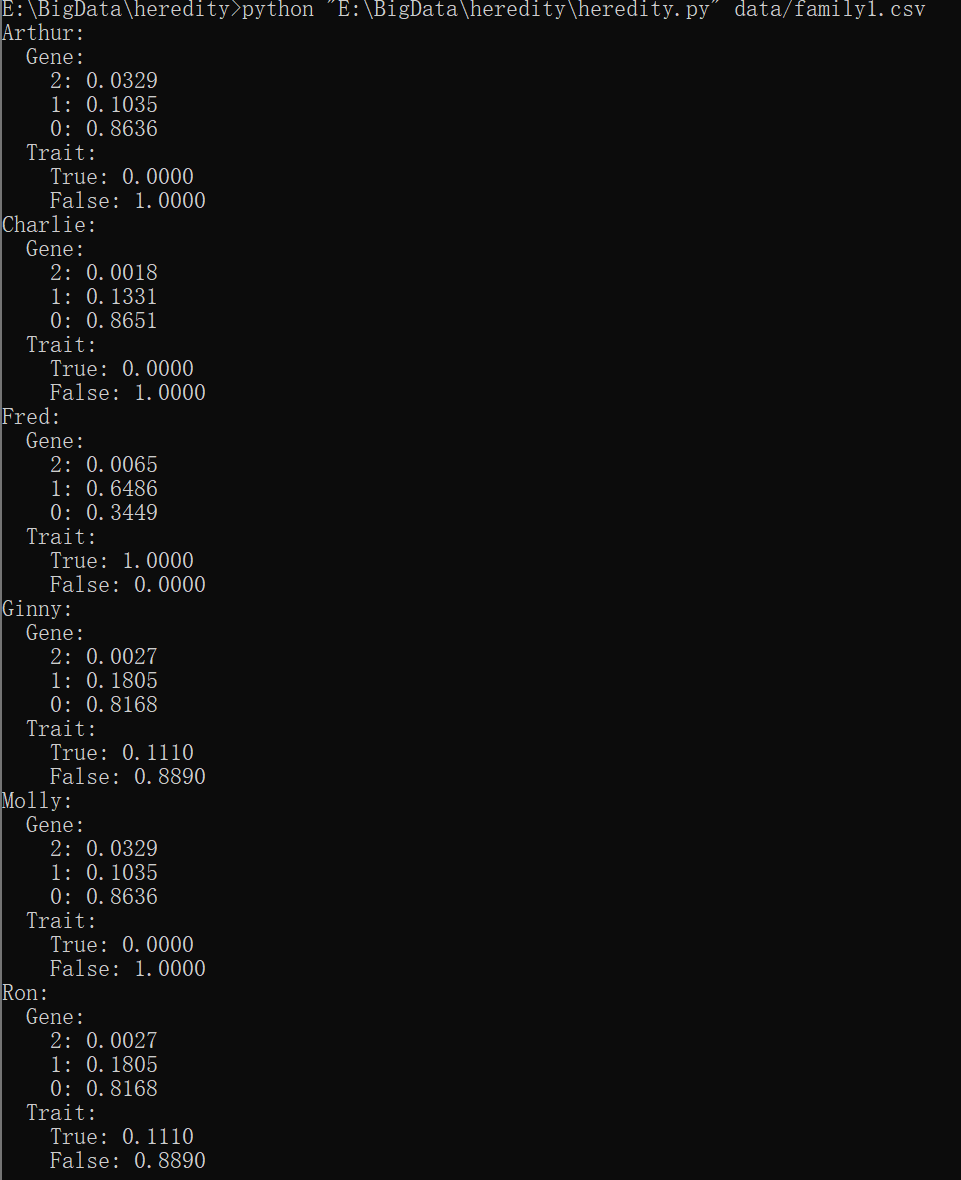 E:\BigData\heredity>python "E:\BigData\heredity\heredity.py" data/family1.csv
Arthur:
  Gene:
    2: 0.0329
    1: 0.1035
    0: 0.8636
  Trait:
    True: 0.0000
    False: 1.0000
Charlie:
  Gene:
    2: 0.0018
    1: 0.1331
    0: 0.8651
  Trait:
    True: 0.0000
    False: 1.0000
Fred:
  Gene:
    2: 0.0065
    1: 0.6486
    0: 0.3449
  Trait:
    True: 1.0000
    False: 0.0000
Ginny:
  Gene:
    2: 0.0027
    1: 0.1805
    0: 0.8168
  Trait:
    True: 0.1110
    False: 0.8890
Molly:
  Gene:
    2: 0.0329
    1: 0.1035
    0: 0.8636
  Trait:
    True: 0.0000
    False: 1.0000
Ron:
  Gene:
    2: 0.0027
    1: 0.1805
    0: 0.8168
  Trait:
    True: 0.1110
    False: 0.8890